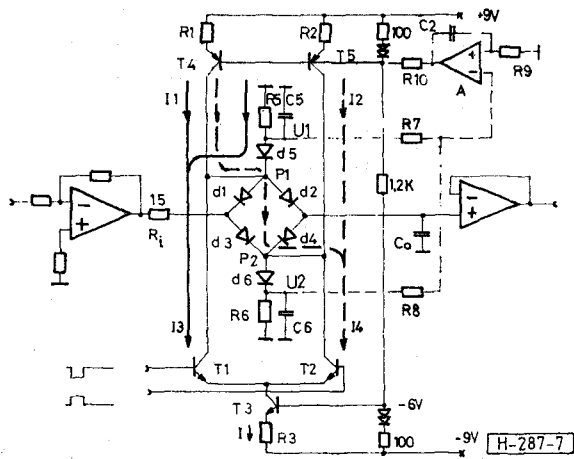 R1
R2
100
C2
+9V
T4
T5
R10
A
R9
I1
R5
C5
I2
U1
R7
d5
P1
1,2K
d1
d2
15
Ri
d3
d4
Co
P2
d6
U2
R8
I3
R6
C6
I4
T1
T2
T3
-6V
I
R3
100
-9V
H-287-7